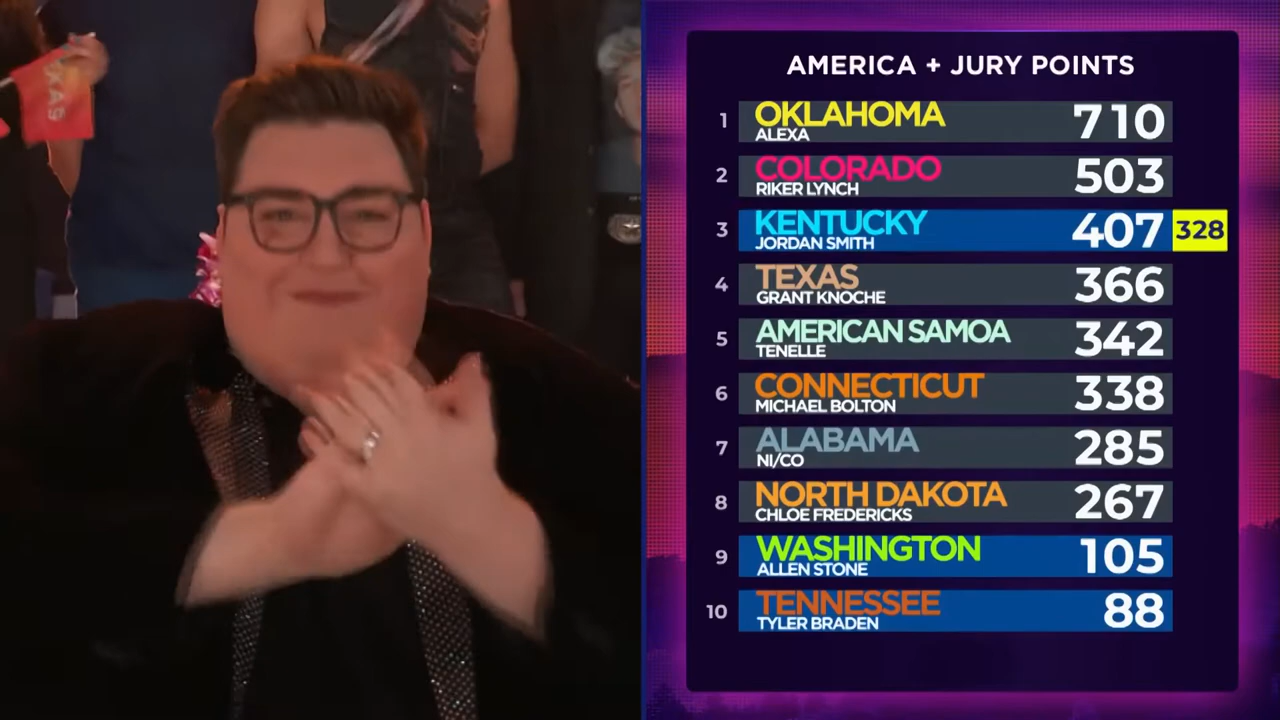 XAS
AMERICA + JURY POINTS
1 OKLAHOMA 710
ALEXA
2 COLORADO 503
RIKER LYNCH
3 KENTUCKY 407 328
JORDAN SMITH
4 TEXAS 366
GRANT KNOCHE
5 AMERICAN SAMOA 342
TENELLE
6 CONNECTICUT 338
MICHAEL BOLTON
7 ALABAMA 285
NI/CO
8 NORTH DAKOTA 267
CHLOE FREDERICKS
9 WASHINGTON 105
ALLEN STONE
10 TENNESSEE 88
TYLER BRADEN